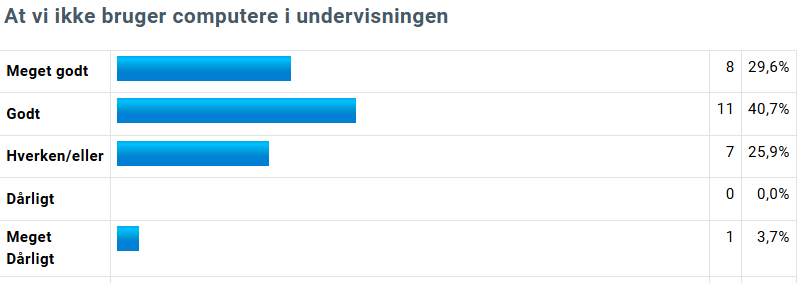 At vi ikke bruger computere i undervisningen
Meget godt 8 29,6%
Godt 11 40,7%
Hverken/eller 7 25,9%
Dårligt 0 0,0%
Meget 1 3,7%
Dårligt